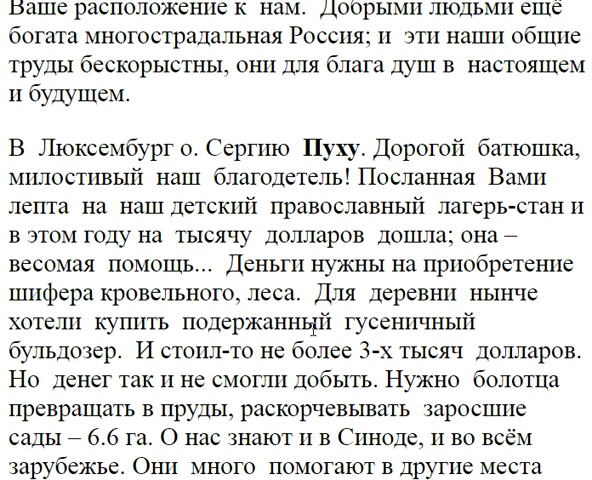 Ваше расположение к нам. Добрыми людьми ещё
богата многострадальная Россия; и эти наши общие
труды бескорыстны, они для блага душ в настоящем
и будущем.
В Люксембург о. Сергию Пуху. Дорогой батюшка,
милостивый наш благодетель! Посланная Вами
лепта на наш детский православный лагерь-стан и
в этом году на тысячу долларов дошла; она –
весомая помощь... Деньги нужны на приобретение
шифера кровельного, леса. Для деревни нынче
хотели купить подержанный гусеничный
бульдозер. И стоил-то не более 3-х тысяч долларов.
Но денег так и не смогли добыть. Нужно болотца
превращать в пруды, раскорчевывать заросшие
сады – 6.6 га. О нас знают и в Синоде, и во всём
зарубежье. Они много помогают в другие места